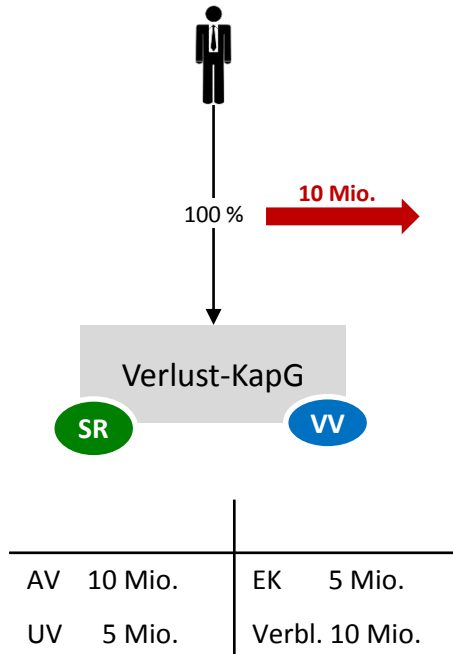 10 Mio.
100 %
Verlust-KapG
SR
VV
AV 10 Mio.
EK 5 Mio.
UV 5 Mio.
Verbl. 10 Mio.